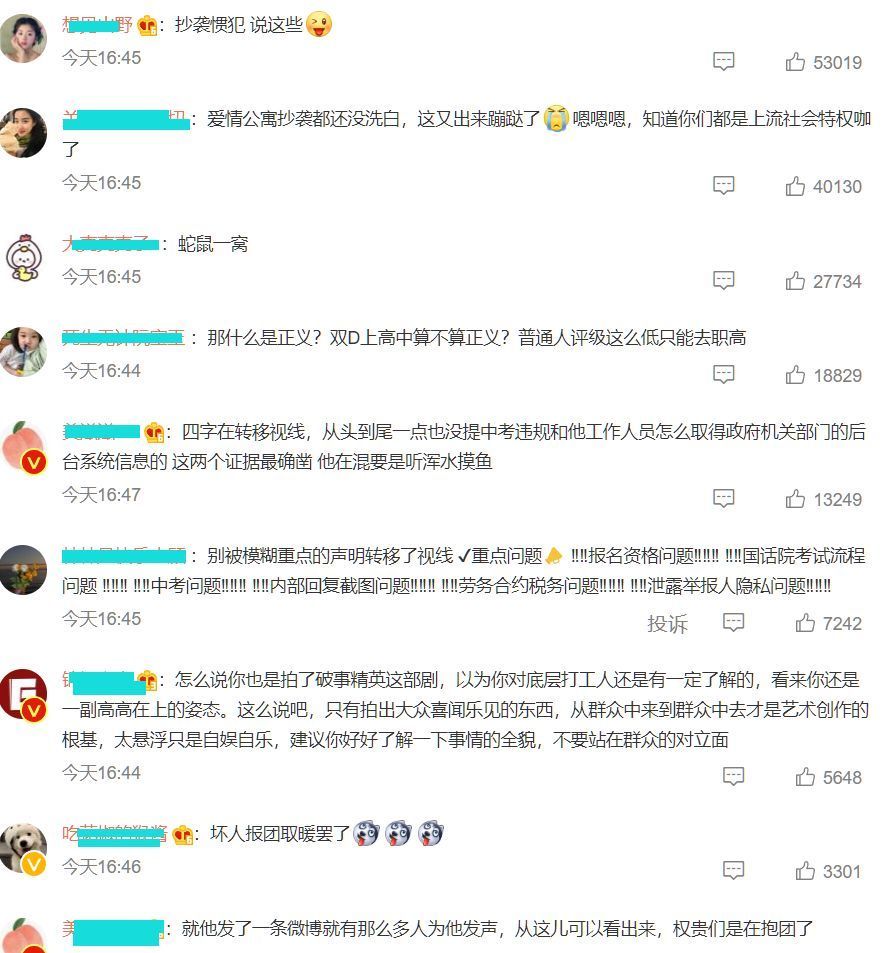 野：抄袭惯犯 说这些
今天16:45
53019
：爱情公寓抄袭都还没洗白，这又出来蹦跶了 嗯嗯嗯，知道你们都是上流社会特权咖
了
今天16:45
40130
：蛇鼠一窝
今天16:45
27734
：那什么是正义？双D上高中算不算正义？普通人评级这么低只能去职高
今天16:44
18829
：四字在转移视线，从头到尾一点也没提中考违规和他工作人员怎么取得政府机关部门的后
台系统信息的 这两个证据最确凿 他在混要是听浑水摸鱼
今天16:47
13249
：别被模糊重点的声明转移了视线 ✔重点问题 ‼️‼️报名资格问题‼️‼️‼️ ‼️‼️国话院考试流程
问题 ‼️‼️‼️ ‼️‼️中考问题‼️‼️‼️ ‼️‼️内部回复截图问题‼️‼️‼️ ‼️‼️劳务合约税务问题‼️‼️‼️ ‼️‼️泄露举报人隐私问题‼️‼️‼️
今天16:45
投诉 7242
：怎么说你也是拍了破事精英这部剧，以为你对底层打工人还是有一定了解的，看来你还是
一副高高在上的姿态。这么说吧，只有拍出大众喜闻乐见的东西，从群众中来到群众中去才是艺术创作的
根基，太悬浮只是自娱自乐，建议你好好了解一下事情的全貌，不要站在群众的对立面
今天16:44
5648
吃：坏人报团取暖罢了
今天16:46
3301
美：就他发了一条微博就有那么多人为他发声，从这儿可以看出来，权贵们是在抱团了